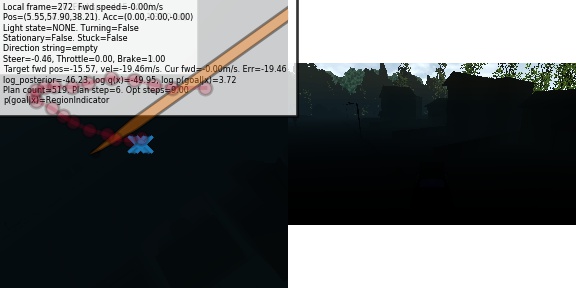 Local frame=272. Fwd speed=-0.00m/s
Pos=(5.55,57.90,38.21). Acc=(0.00,-0.00,-0.00)
Light state=NONE. Turning=False
Stationary=False. Stuck=False
Direction string=empty
Steer=-0.46, Throttle=0.00, Brake=1.00
Target fwd pos=-15.57, vel=-19.46m/s. Cur fwd=-0.00m/s. Err=-19.46
log_posterior=-46.23, log q(x)=-49.95, log p(goal|x)=3.72
Plan count=519, Plan step=6. Opt steps=9.00
p(goal|x)=RegionIndicator